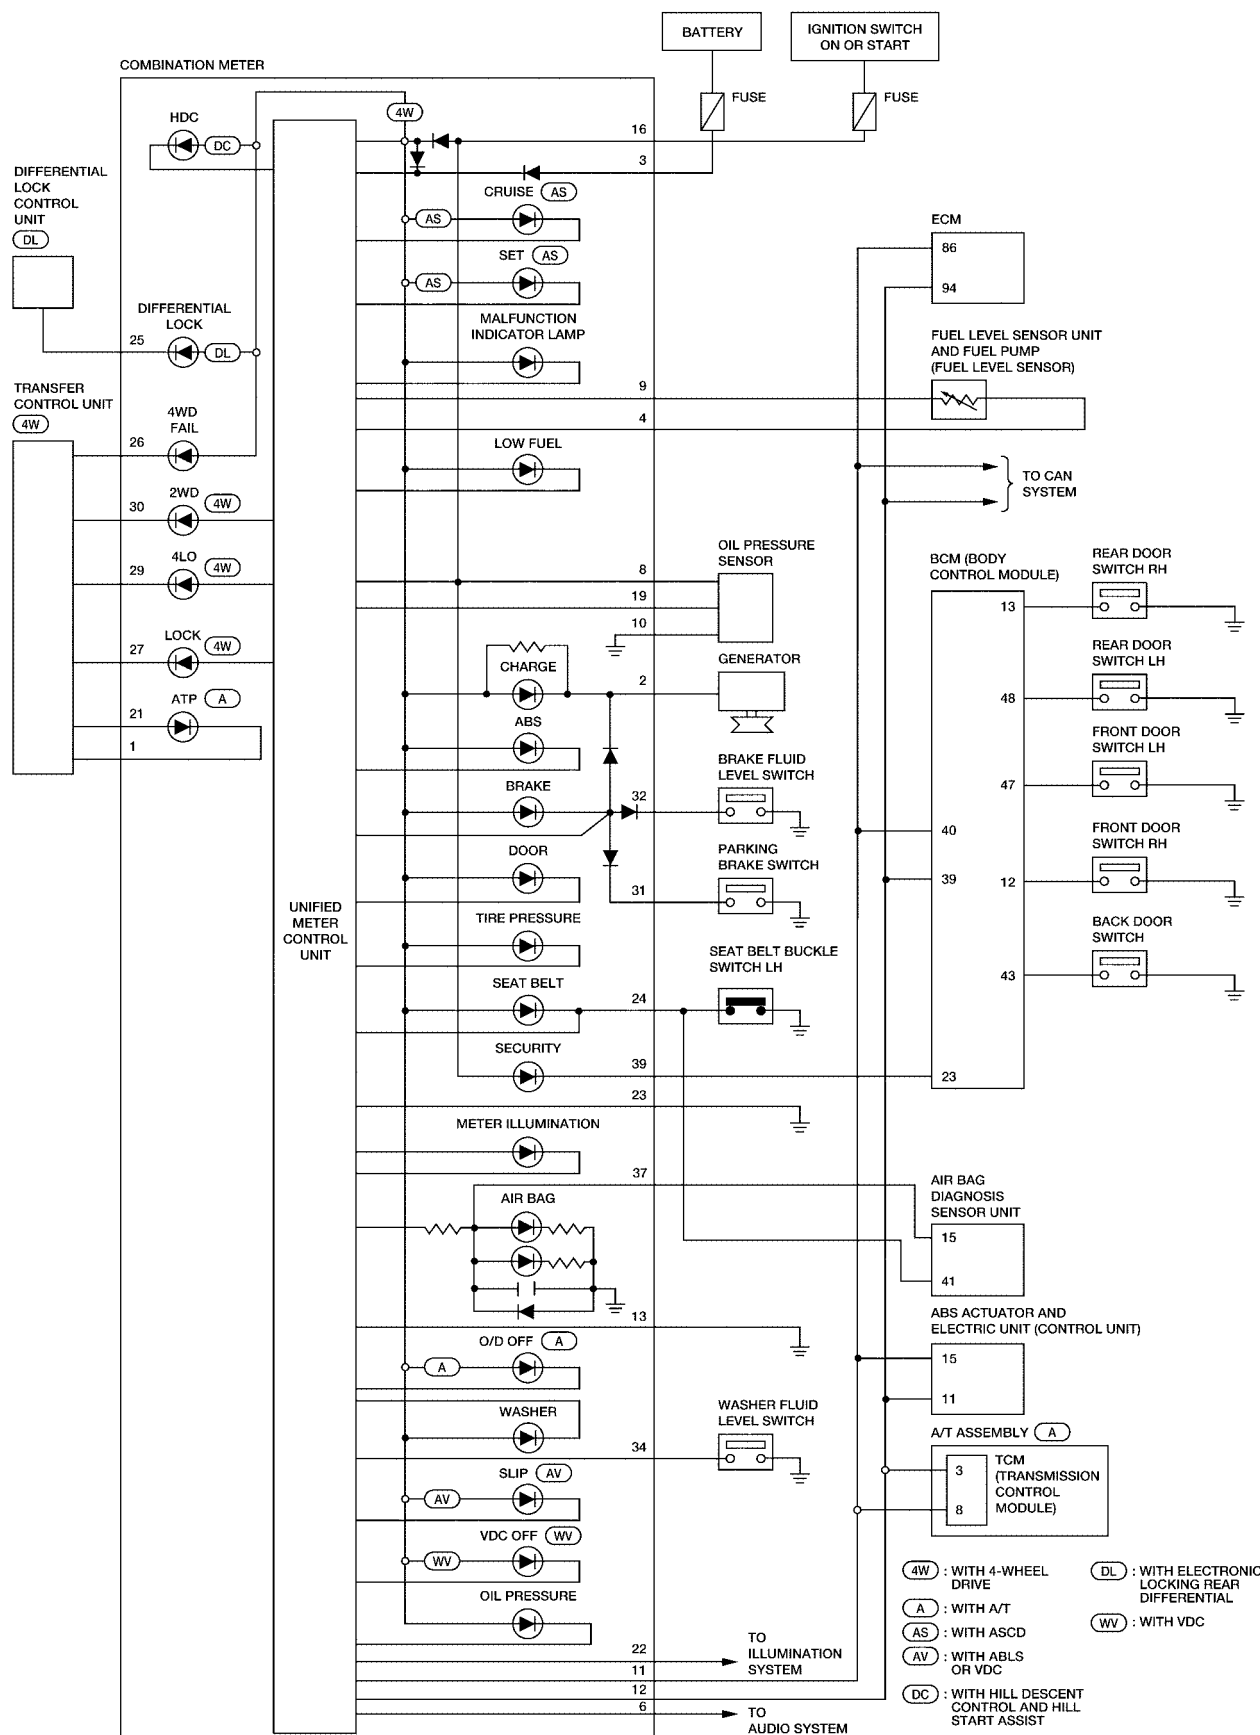 BATTERY
IGNITION SWITCH
ON OR START
COMBINATION METER
FUSE
FUSE
4W
HDC
DC
16
3
DIFFERENTIAL
LOCK
CONTROL
UNIT
DL
CRUISE AS
AS
SET AS
AS
ECM
86
94
DIFFERENTIAL
LOCK
25
DL
MALFUNCTION
INDICATOR LAMP
FUEL LEVEL SENSOR UNIT
AND FUEL PUMP
(FUEL LEVEL SENSOR)
9
4
TRANSFER
CONTROL UNIT
4W
4WD
FAIL
26
LOW FUEL
TO CAN
SYSTEM
2WD
4W
30
4LO
4W
29
LOCK
4W
27
ATP A
21
1
OIL PRESSURE
SENSOR
8
19
10
GENERATOR
CHARGE
2
ABS
BRAKE FLUID
LEVEL SWITCH
BRAKE
32
PARKING
BRAKE SWITCH
DOOR
31
UNIFIED
METER
CONTROL
UNIT
TIRE PRESSURE
SEAT BELT BUCKLE
SWITCH LH
SEAT BELT
24
SECURITY
39
23
BCM (BODY
CONTROL MODULE)
13
48
47
40
39
12
43
23
REAR DOOR
SWITCH RH
REAR DOOR
SWITCH LH
FRONT DOOR
SWITCH LH
FRONT DOOR
SWITCH RH
BACK DOOR
SWITCH
METER ILLUMINATION
37
AIR BAG
AIR BAG
DIAGNOSIS
SENSOR UNIT
15
41
13
ABS ACTUATOR AND
ELECTRIC UNIT (CONTROL UNIT)
15
11
O/D OFF A
A
WASHER
34
WASHER FLUID
LEVEL SWITCH
A/T ASSEMBLY A
3
8
TCM
(TRANSMISSION
CONTROL
MODULE)
SLIP AV
AV
VDC OFF WV
WV
OIL PRESSURE
22
TO
ILLUMINATION
SYSTEM
11
12
6
TO
AUDIO SYSTEM
4W : WITH 4-WHEEL
DRIVE
A : WITH A/T
AS : WITH ASCD
AV : WITH ABLS
OR VDC
DC : WITH HILL DESCENT
CONTROL AND HILL
START ASSIST
DL : WITH ELECTRONIC
LOCKING REAR
DIFFERENTIAL
WV : WITH VDC